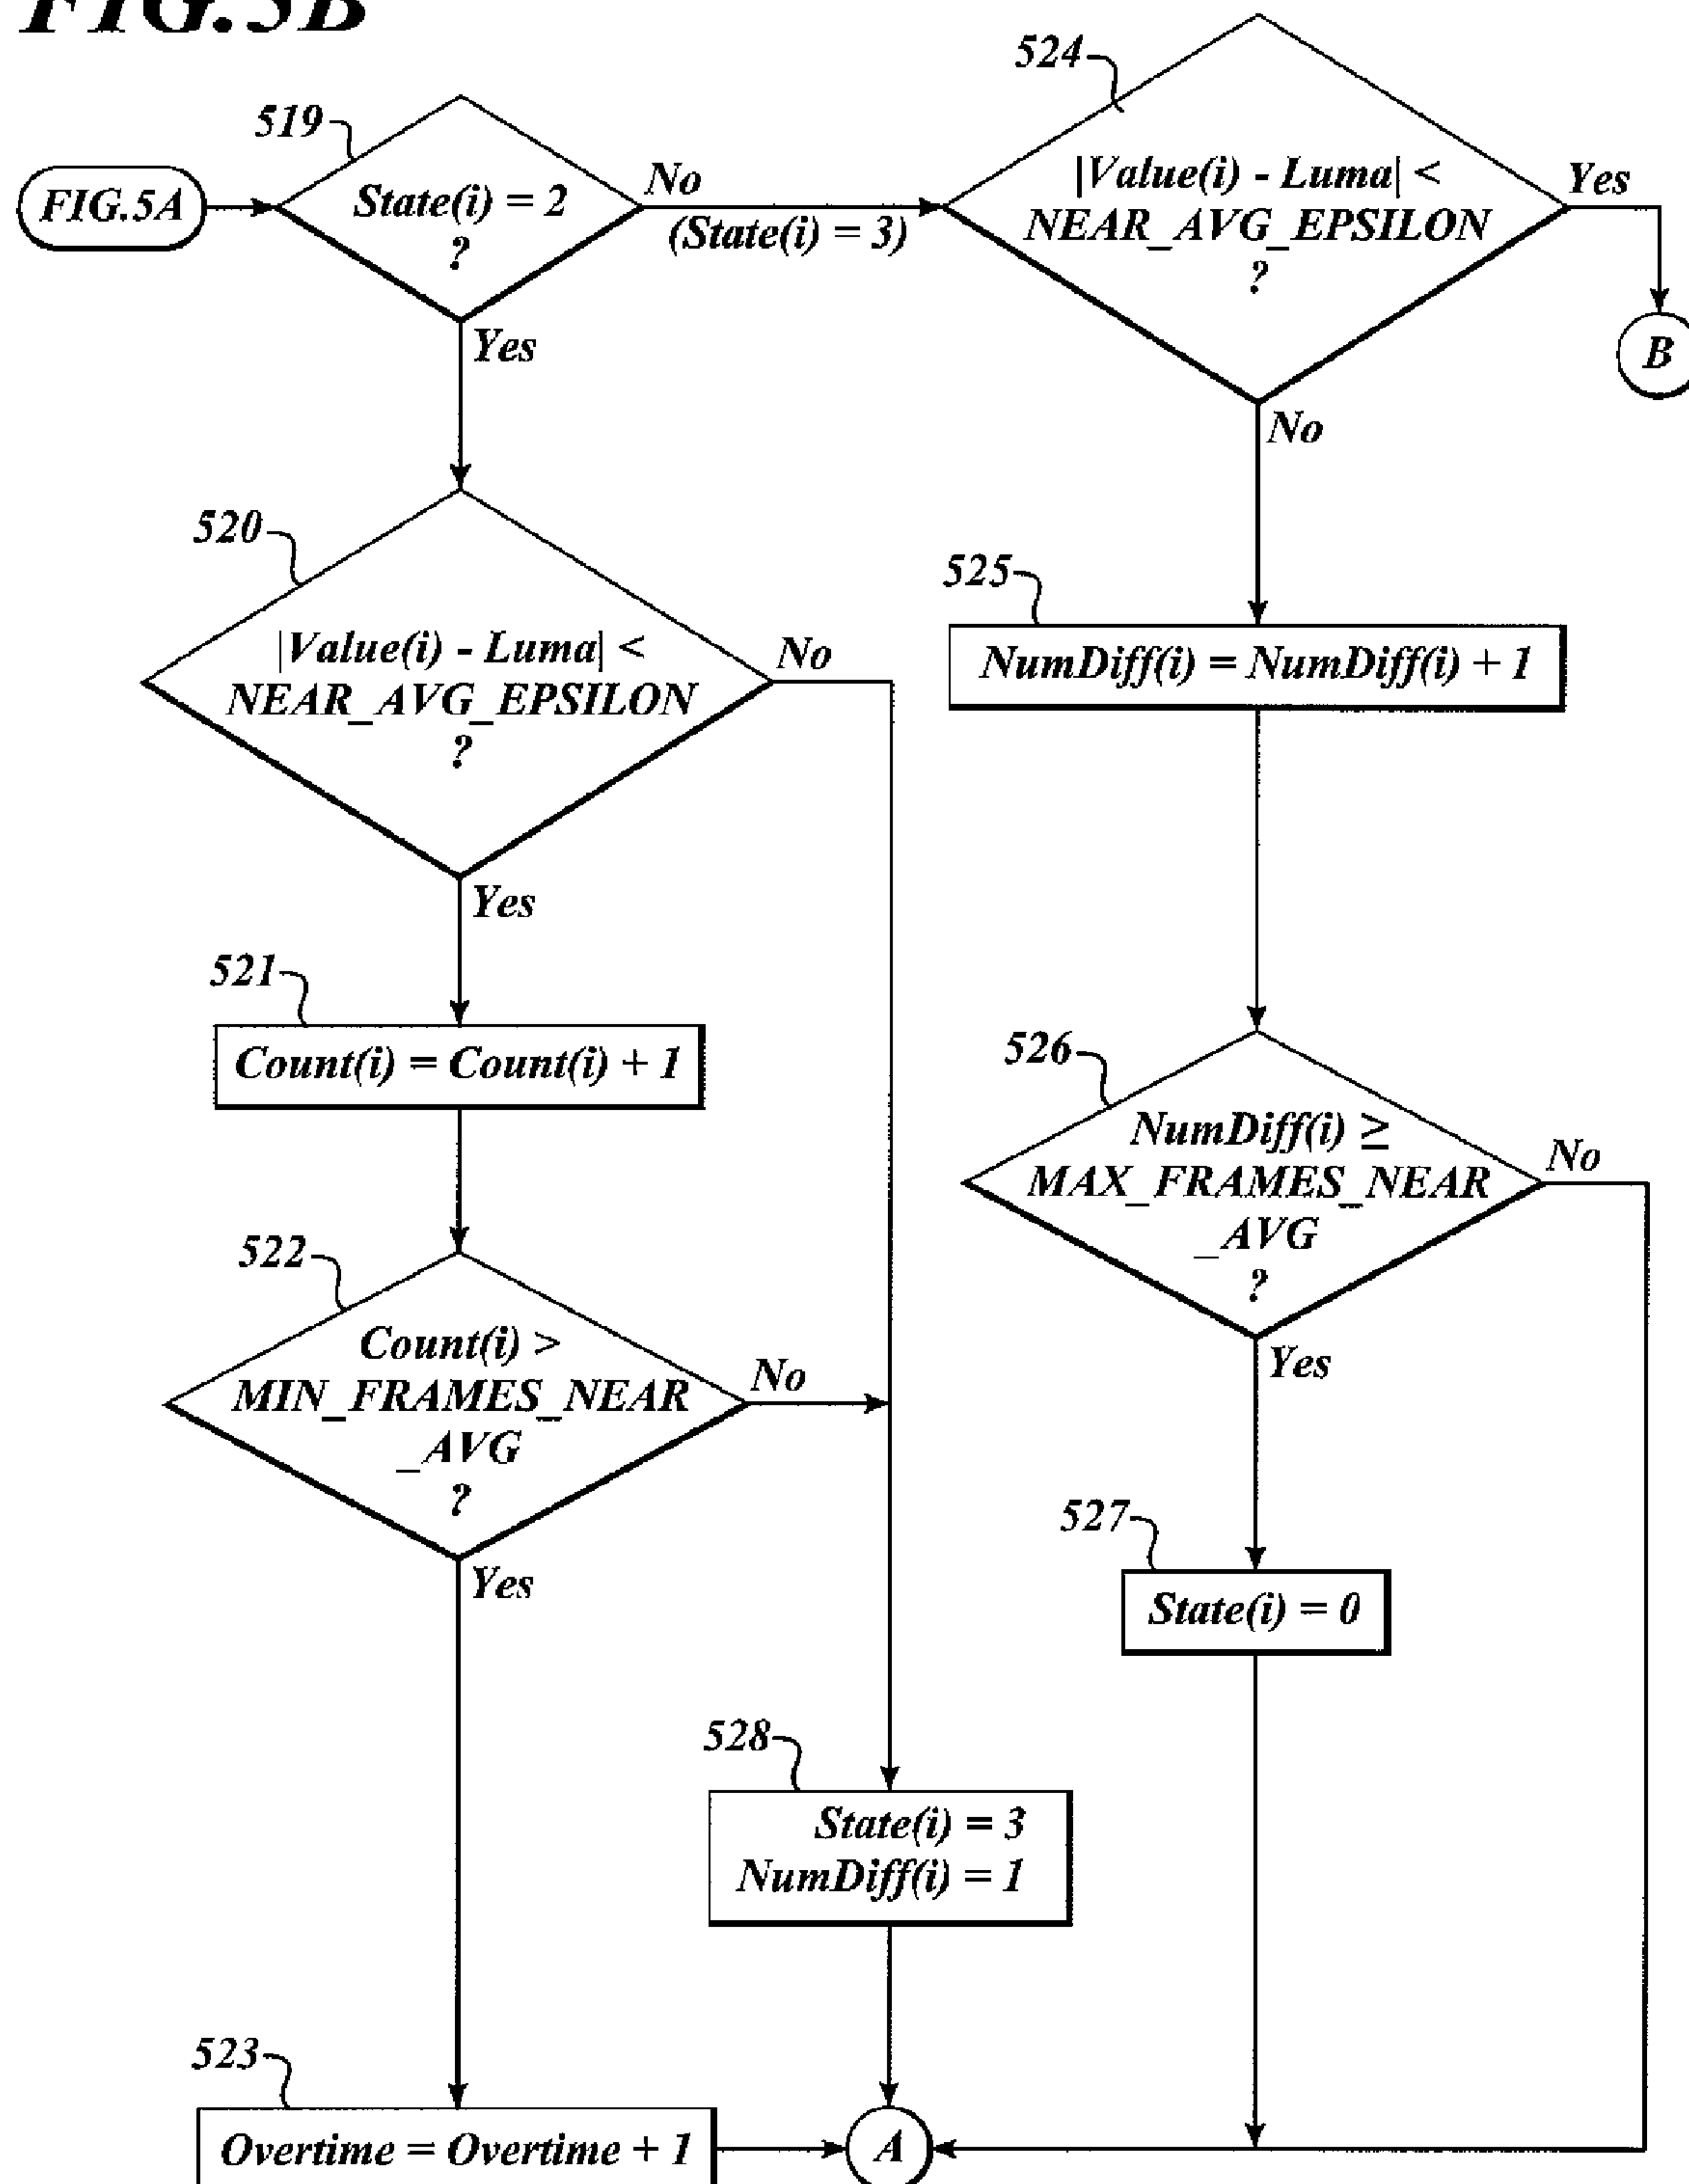 FIG.5B
519
FIG.5A
State(i) = 2
?
No
(State(i) = 3)
Yes
524
|Value(i) - Luma| <
NEAR_AVG_EPSILON
?
Yes
B
No
520
|Value(i) - Luma| <
NEAR_AVG_EPSILON
?
No
Yes
525
NumDiff(i) = NumDiff(i) + 1
521
Count(i) = Count(i) + 1
526
NumDiff(i) ≥
MAX_FRAMES_NEAR
_AVG
?
No
Yes
522
Count(i) >
MIN_FRAMES_NEAR
_AVG
?
No
Yes
527
State(i) = 0
528
State(i) = 3
NumDiff(i) = 1
523
Overtime = Overtime + 1
A